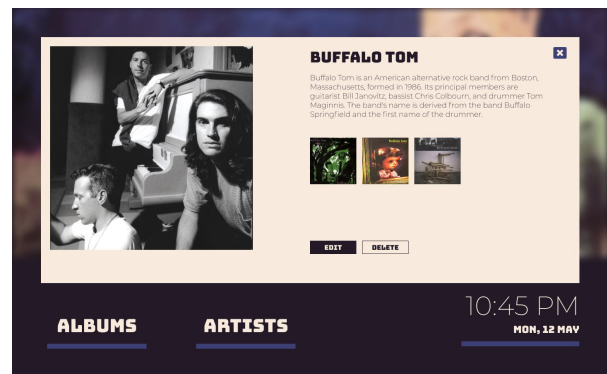 BUFFALO TOM
Buffalo Tom is an American alternative rock band from Boston,
Massachusetts, formed in 1986. Its principal members are
guitarist Bill Janovitz, bassist Chris Colbourn, and drummer Tom
Maginnis. The band's name is derived from the band Buffalo
Springfield and the first name of the drummer.
EDIT
DELETE
ALBUMS
ARTISTS
10:45 PM
MON, 12 MAY